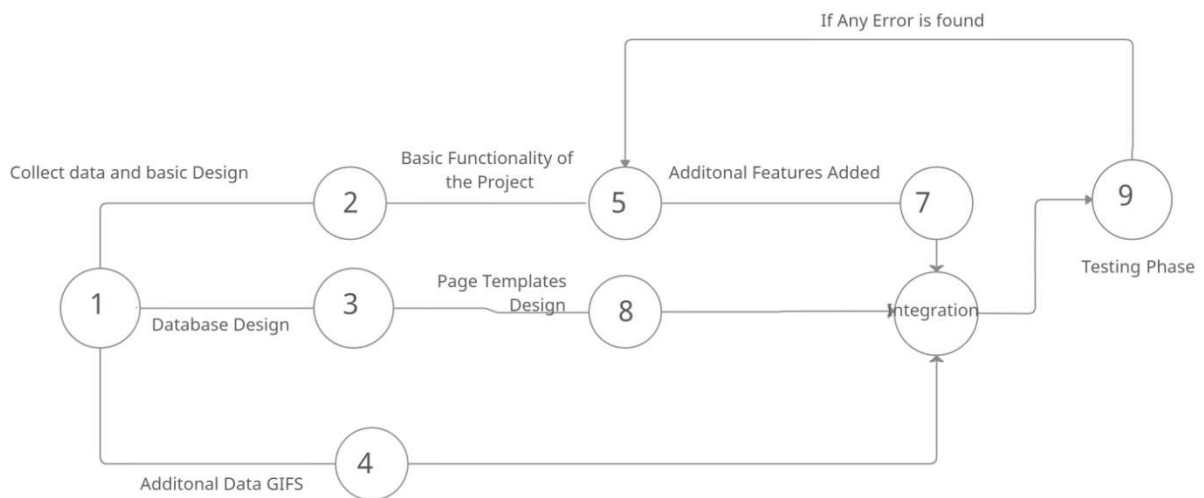 If Any Error is found
Collect data and basic Design
Basic Functionality of
the Project
Additonal Features Added
2
5
7
9
Testing Phase
1
Database Design
3
Page Templates
Design
8
Integration
4
Additonal Data GIFS